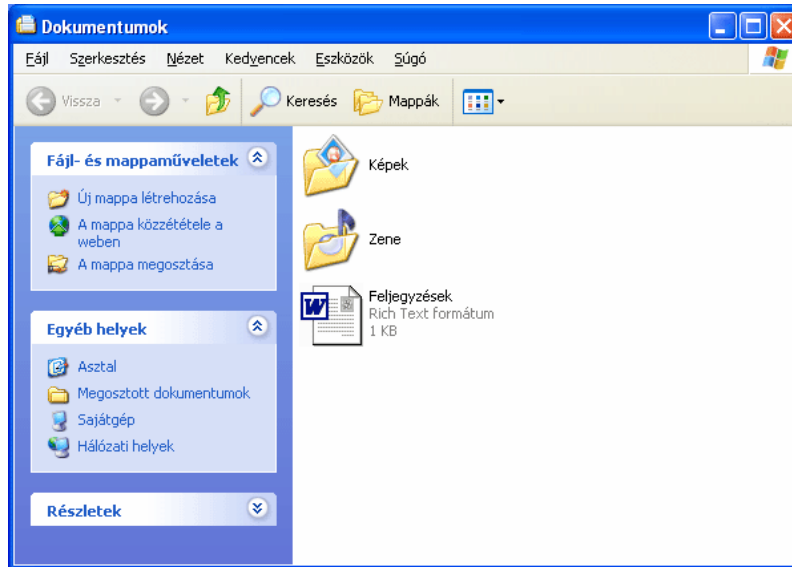 Dokumentumok
Fájl Szerkesztés Nézet Kedvencek Eszközök Súgó
Vissza Keresés Mappák
Fájl- és mappaműveletek
Új mappa létrehozása
A mappa közzététele a
weben
A mappa megosztása
Egyéb helyek
Asztal
Megosztott dokumentumok
Sajátgép
Hálózati helyek
Részletek
Képek
Zene
Feljegyzések
Rich Text formátum
1 KB